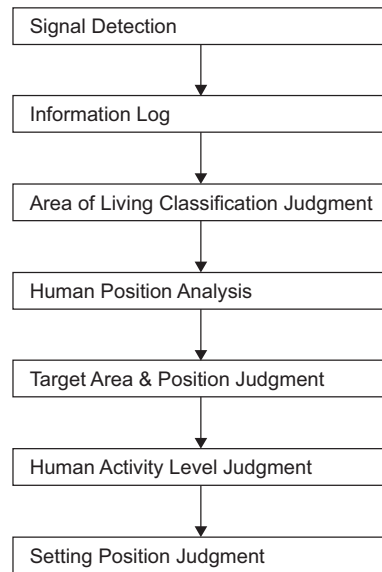 Signal Detection
Information Log
Area of Living Classification Judgment
Human Position Analysis
Target Area & Position Judgment
Human Activity Level Judgment
Setting Position Judgment